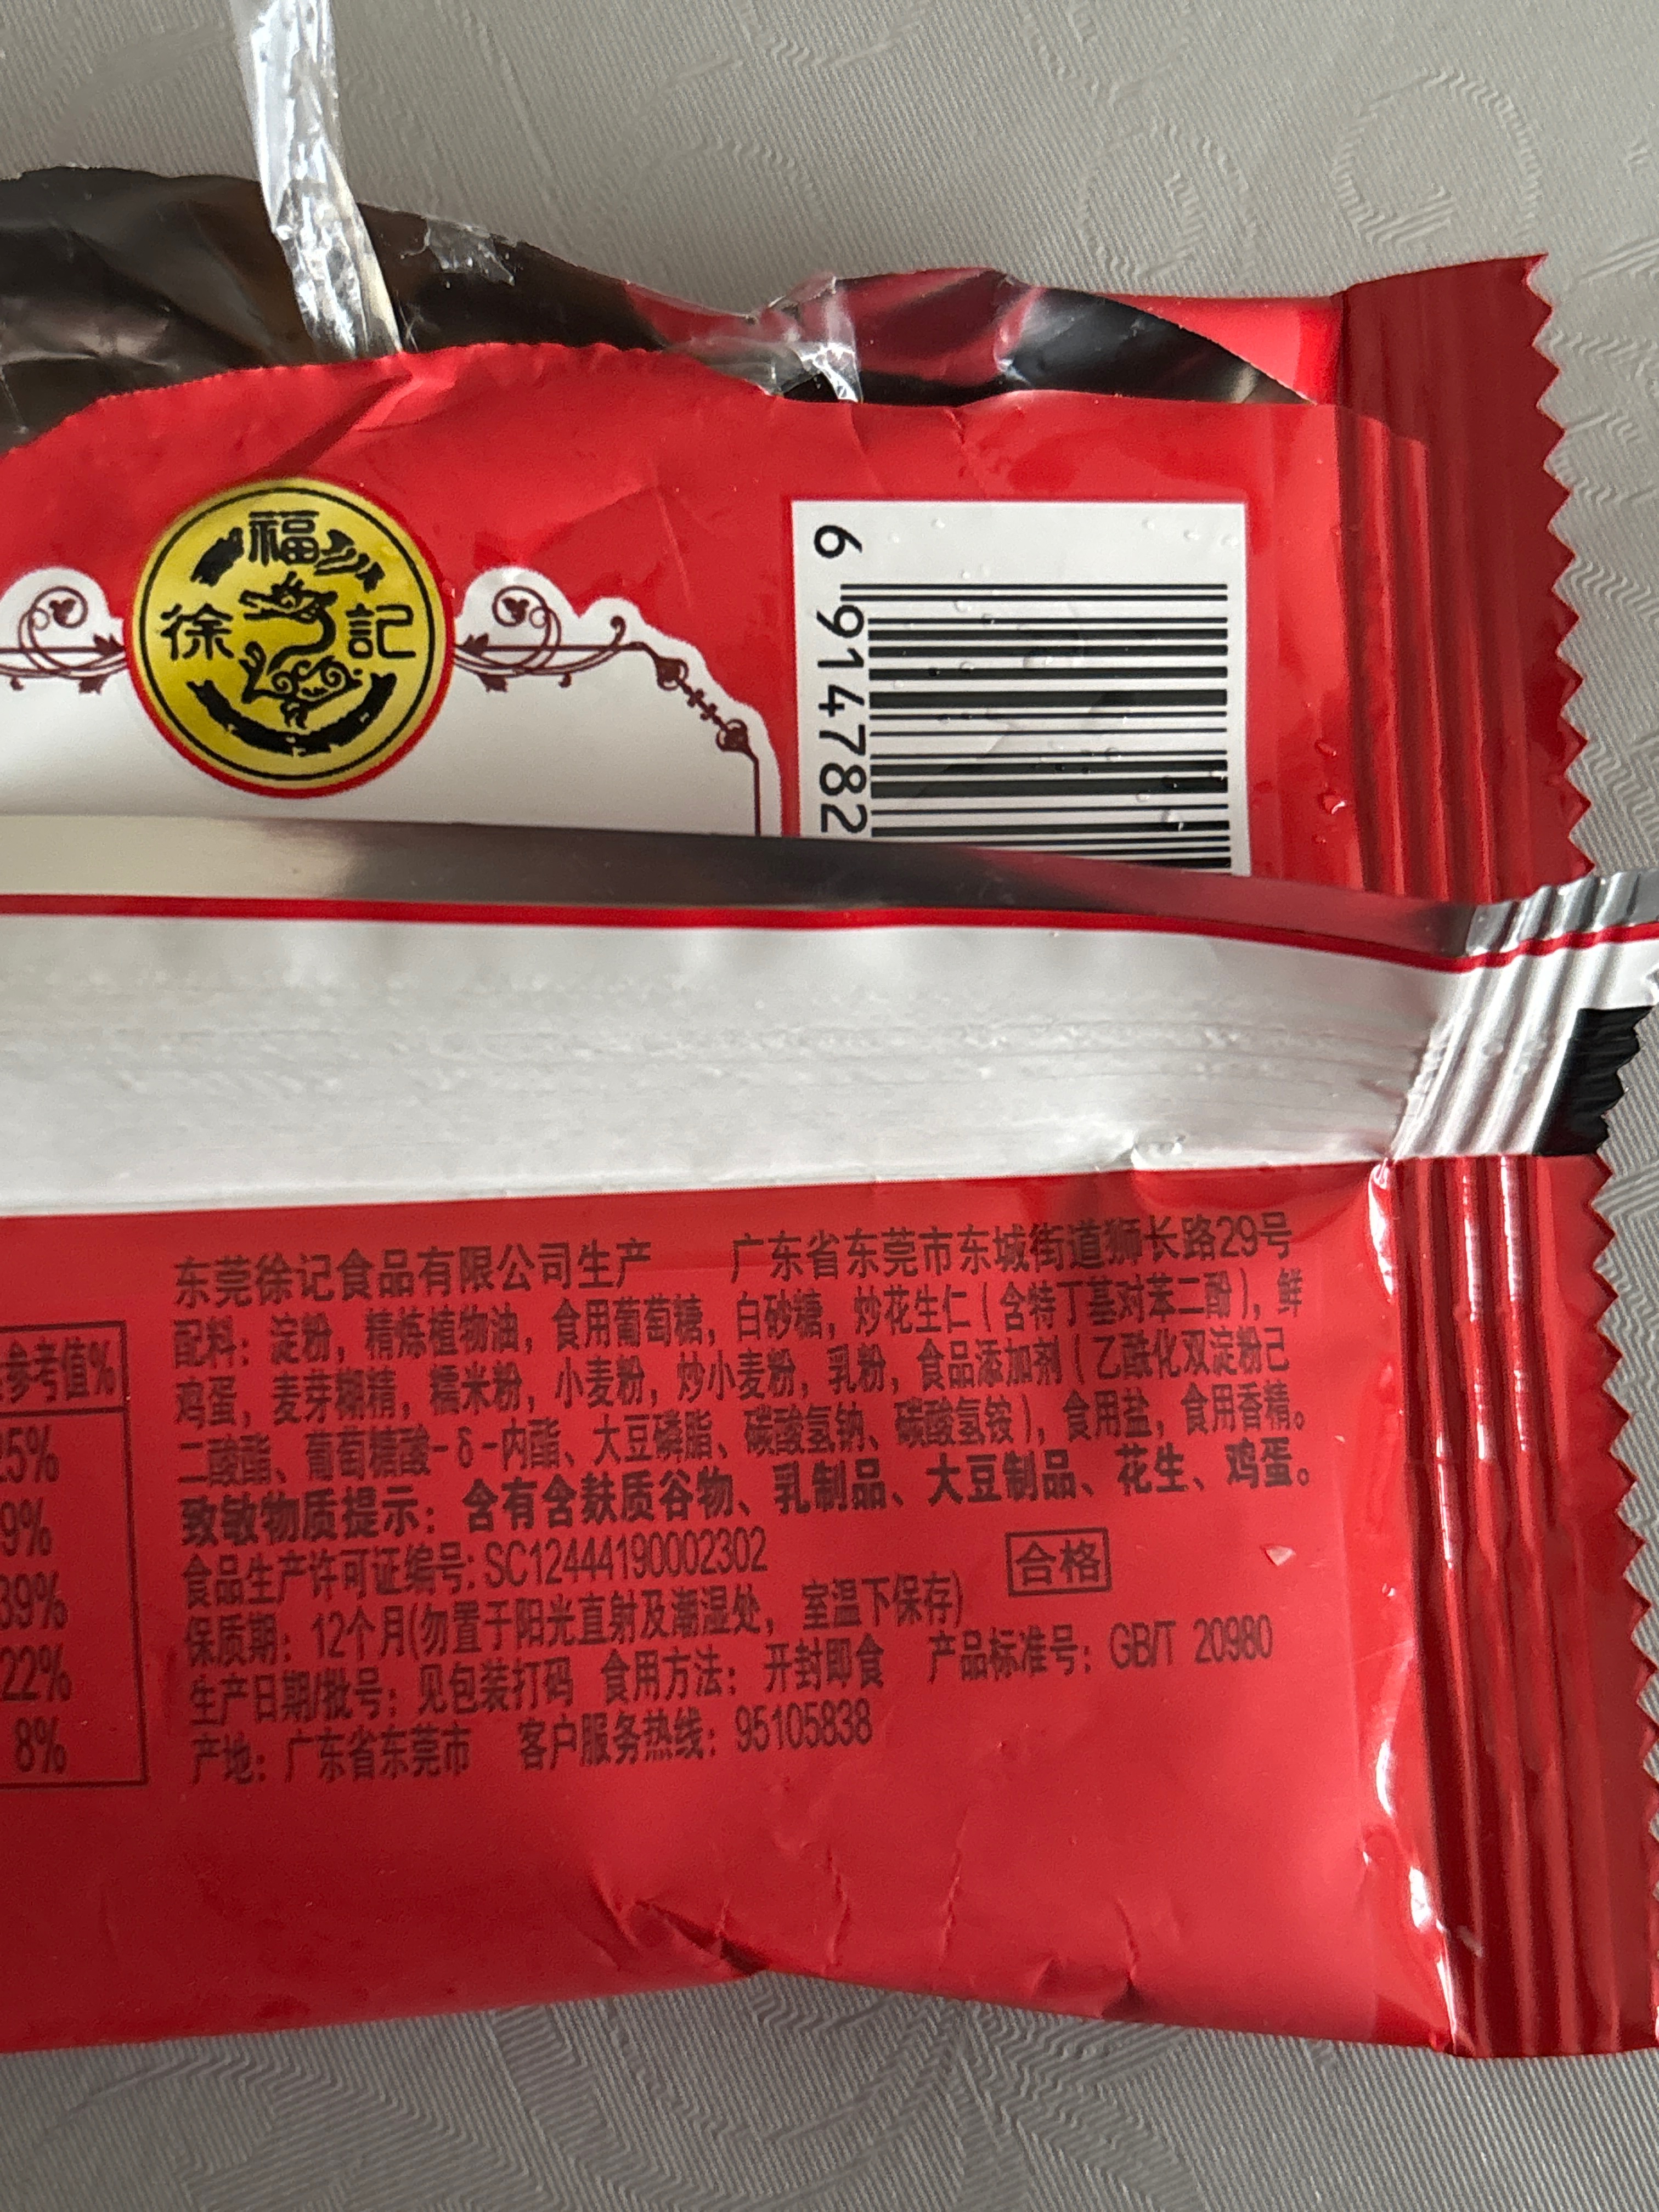 福
徐 記
6 914782
东莞徐记食品有限公司生产 广东省东莞市东城街道狮长路29号
配料：淀粉，精炼植物油，食用葡萄糖，白砂糖，炒花生仁(含特丁基对苯二酚)，鲜
鸡蛋，麦芽糊精，糯米粉，小麦粉，炒小麦粉，乳粉，食品添加剂(乙酰化双淀粉己
二酸酯、葡萄糖酸-δ-内酯、大豆磷脂、碳酸氢钠、碳酸氢铵)，食用盐，食用香精。
致敏物质提示：含有含麸质谷物、乳制品、大豆制品、花生、鸡蛋。
食品生产许可证编号：SC12444190002302
合格
保质期：12个月(勿置于阳光直射及潮湿处，室温下保存)
生产日期/批号：见包装打码 食用方法：开封即食 产品标准号：GB/T 20980
产地：广东省东莞市 客户服务热线：95105838
参考值%
25%
9%
39%
22%
8%